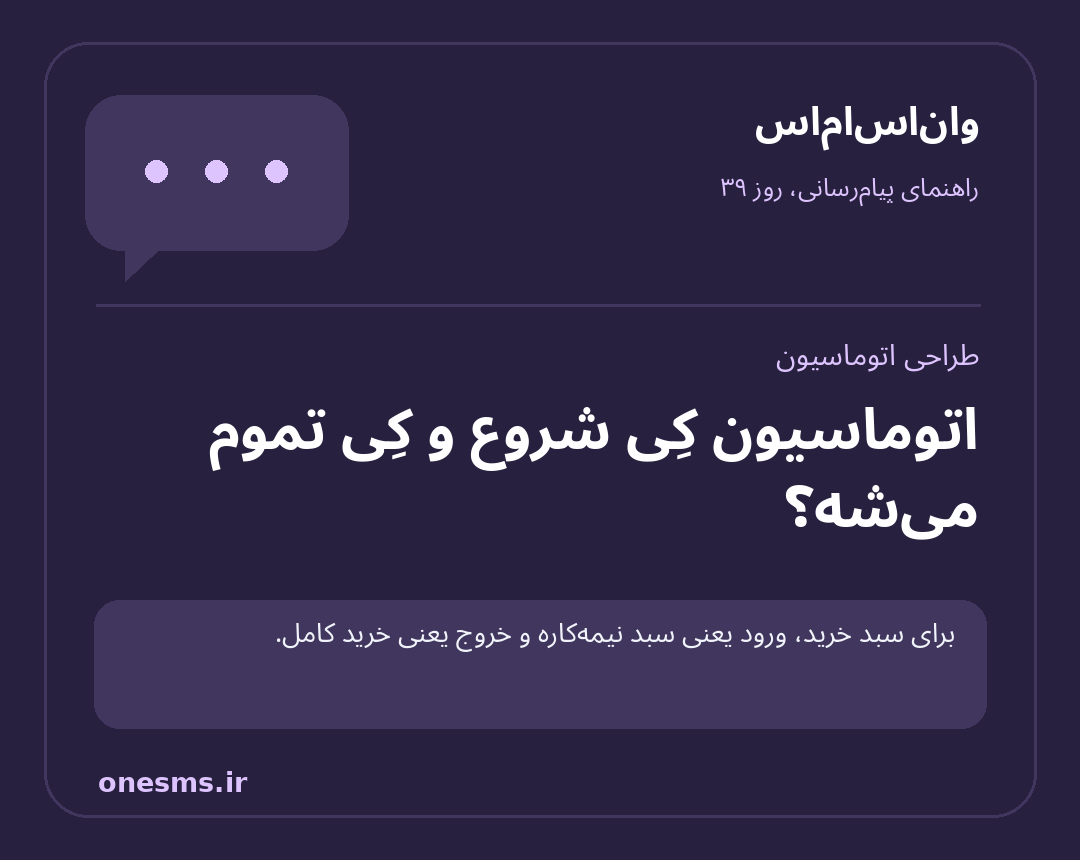 وان‌اس‌ام‌اس
راهنمای پیام‌رسانی، روز ۳۹
طراحی اتوماسیون
اتوماسیون کِی شروع و کِی تموم
می‌شه؟
برای سبد خرید، ورود یعنی سبد نیمه‌کاره و خروج یعنی خرید کامل.
onesms.ir